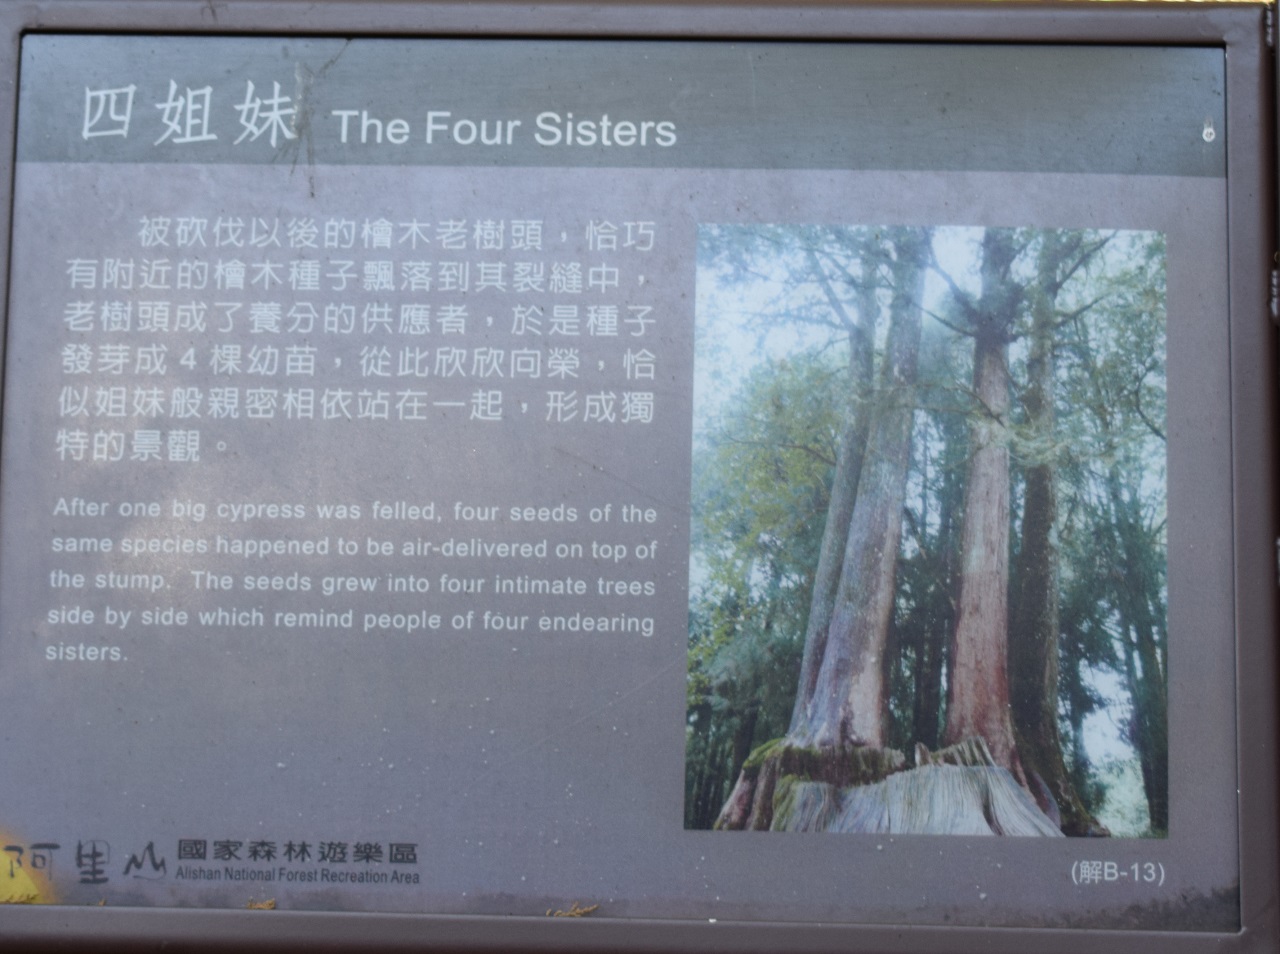 四姐妹 The Four Sisters
被砍伐以後的檜木老樹頭，恰巧
有附近的檜木種子飄落到其裂縫中，
老樹頭成了養分的供應者，於是種子
發芽成4棵幼苗，從此欣欣向榮，恰
似姐妹般親密相依站在一起，形成獨
特的景觀。
After one big cypress was felled, four seeds of the
same species happened to be air-delivered on top of
the stump.  The seeds grew into four intimate trees
side by side which remind people of four endearing
sisters.
阿里山 國家森林遊樂區
Alishan National Forest Recreation Area
(解B-13)